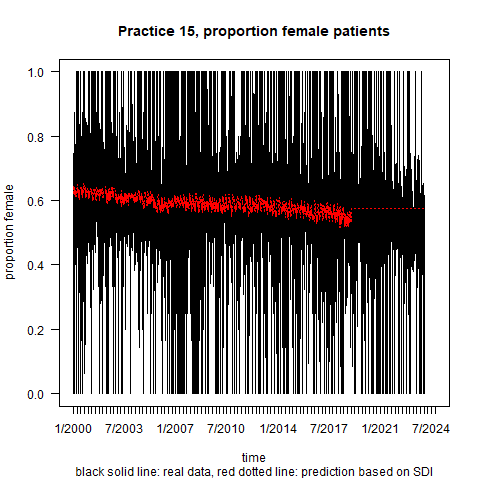 Practice 15, proportion female patients
proportion female
1.0
0.8
0.6
0.4
0.2
0.0
1/2000 7/2003 1/2007 7/2010 1/2014 7/2017 1/2021 7/2024
time
black solid line: real data, red dotted line: prediction based on SDI